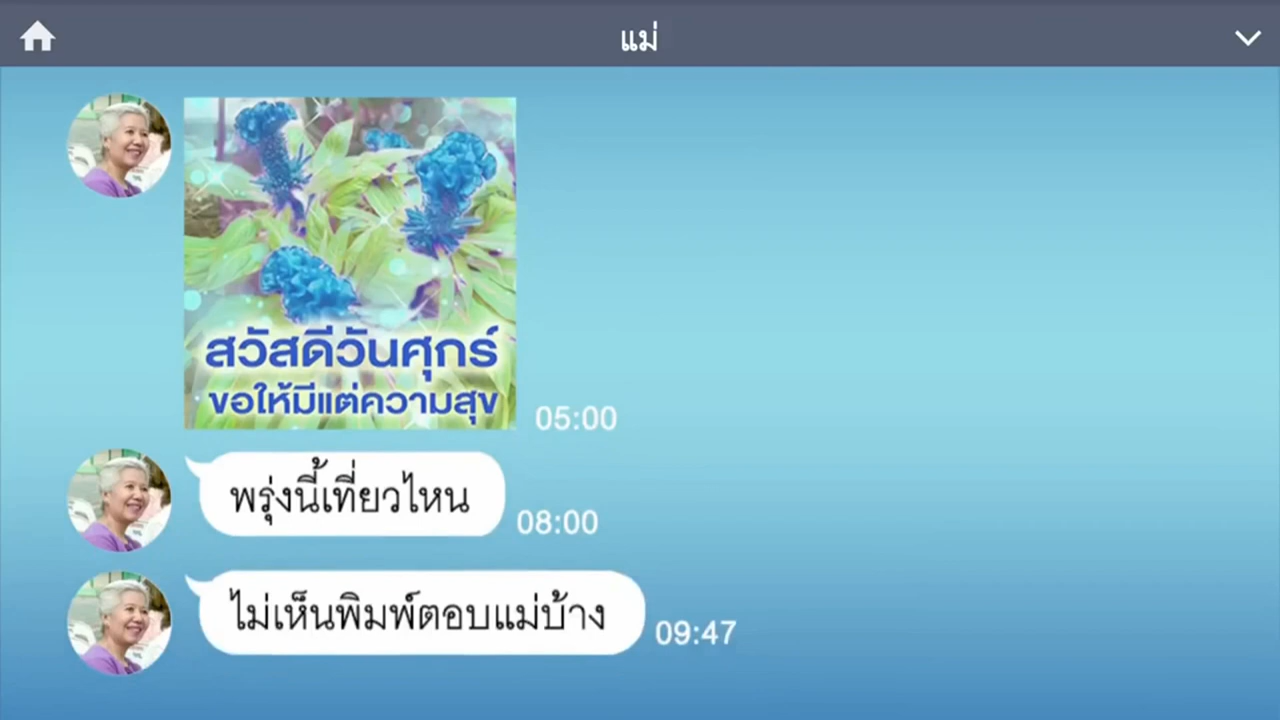 แม่
สวัสดีวันศุกร์
ขอให้มีแต่ความสุข
05:00
พรุ่งนี้เที่ยวไหน
08:00
ไม่เห็นพิมพ์ตอบแม่บ้าง
09:47